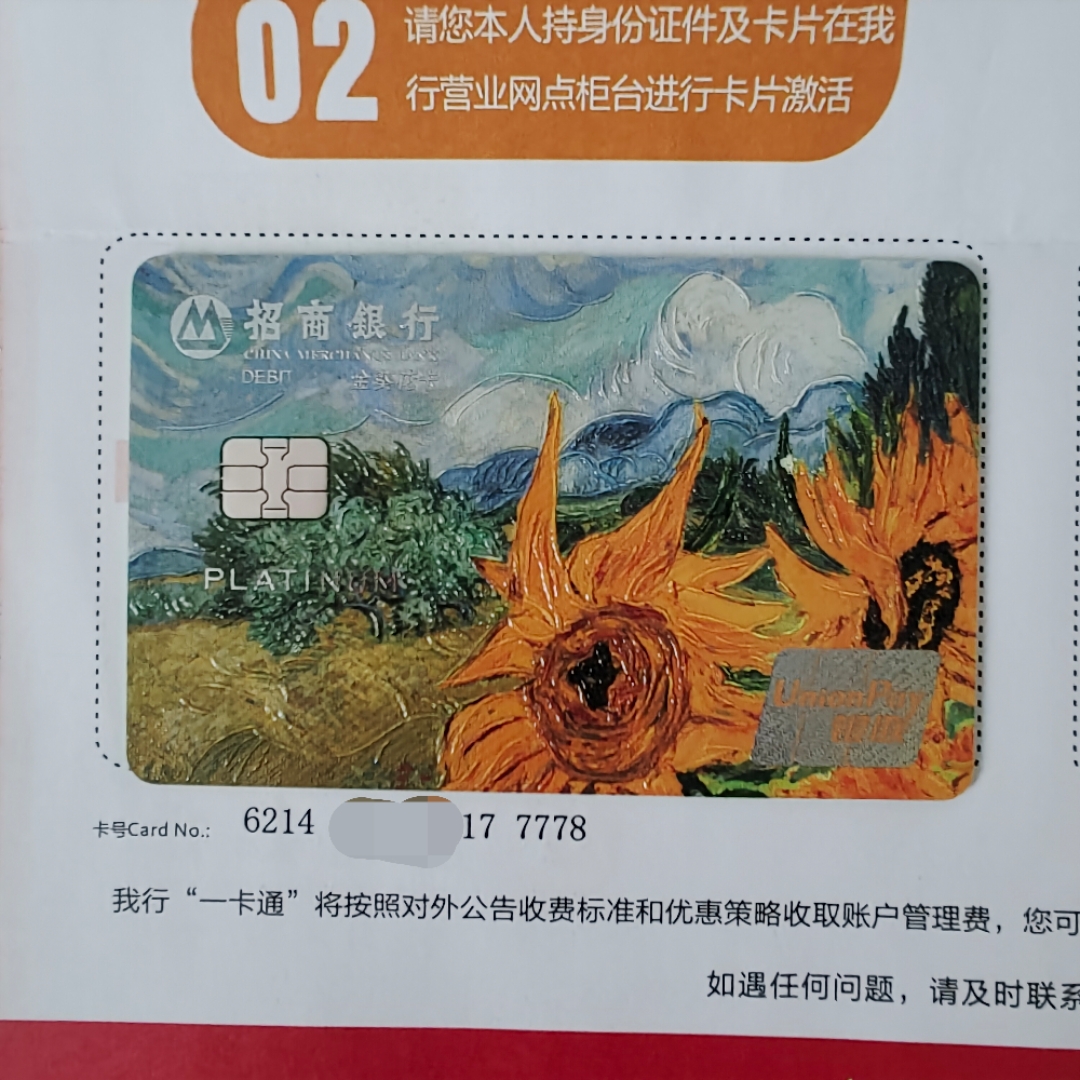 02
请您本人持身份证件及卡片在我
行营业网点柜台进行卡片激活
招商銀行
CHINA MERCHANTS BANK
DEBIT 金葵花卡
PLATINUM
UnionPay
银联
卡号Card No.: 6214 17 7778
我行“一卡通”将按照对外公告收费标准和优惠策略收取账户管理费，您可
如遇任何问题，请及时联系